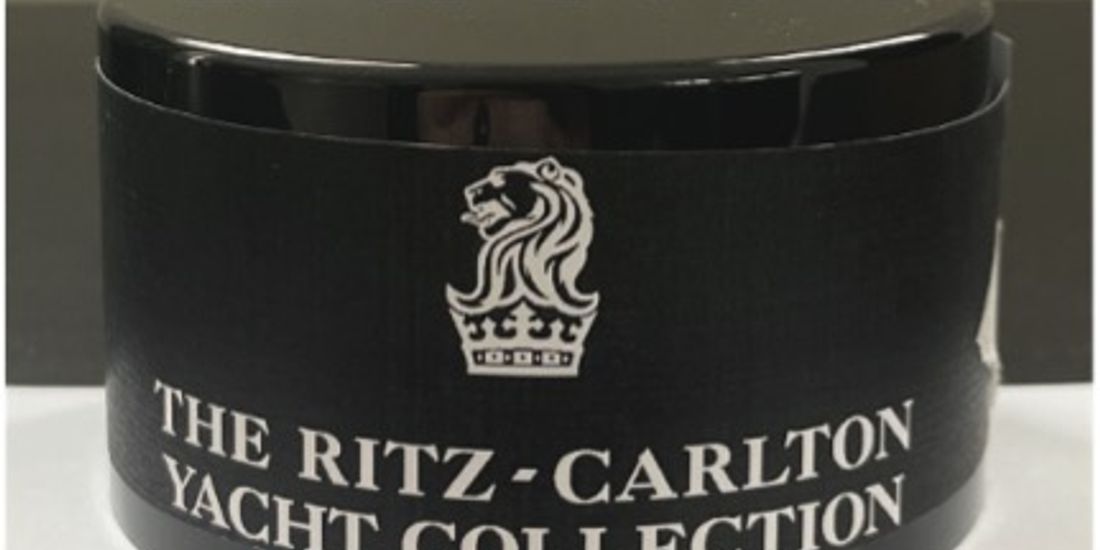 THE RITZ-CARLTON
YACHT COLLECTION